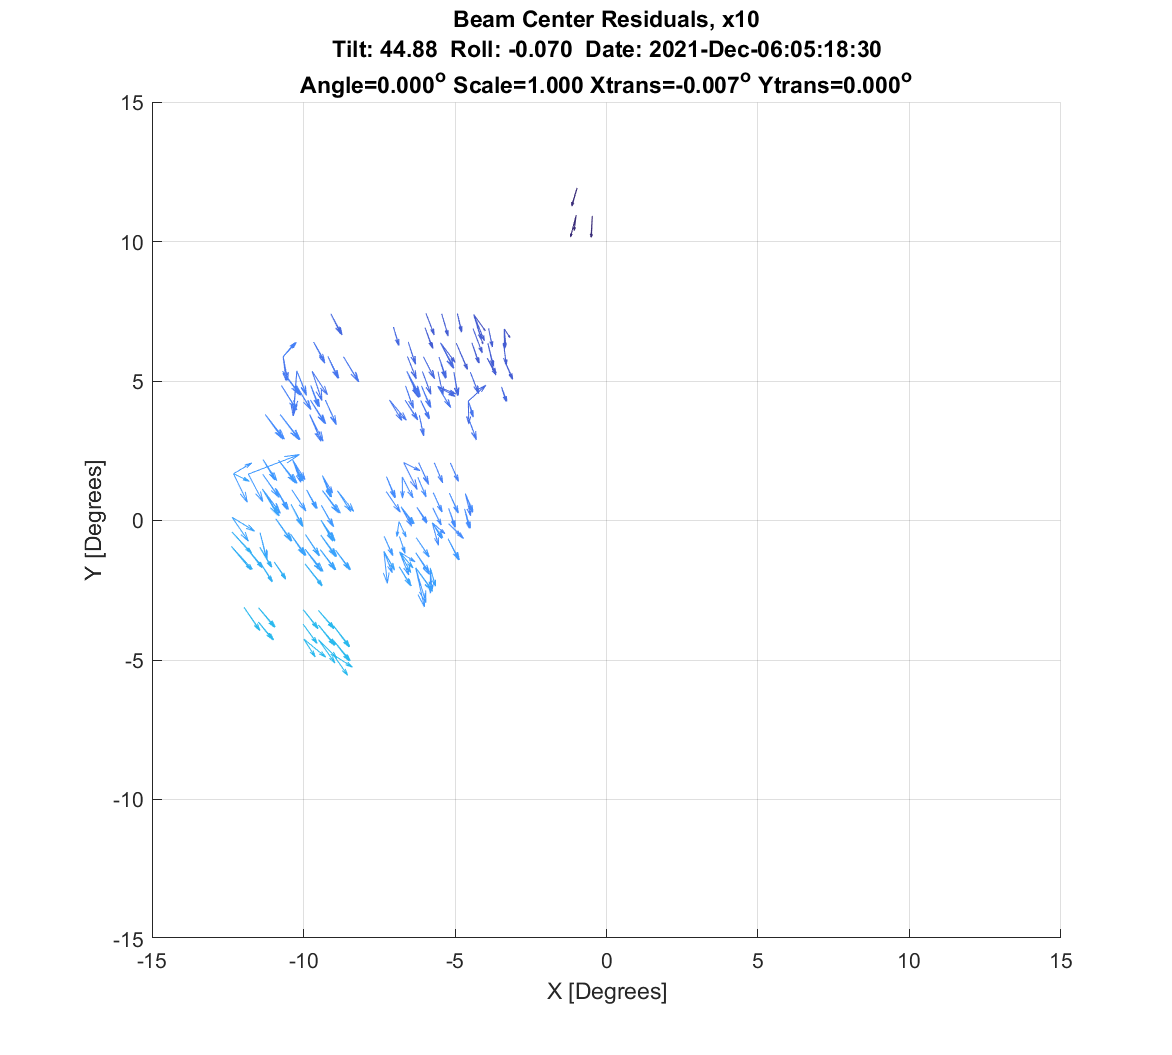 Beam Center Residuals, x10
Tilt: 44.88  Roll: -0.070  Date: 2021-Dec-06:05:18:30
Angle=0.000° Scale=1.000 Xtrans=-0.007° Ytrans=0.000°
15
10
5
0
-5
-10
-15
Y [Degrees]
-15 -10 -5 0 5 10 15
X [Degrees]